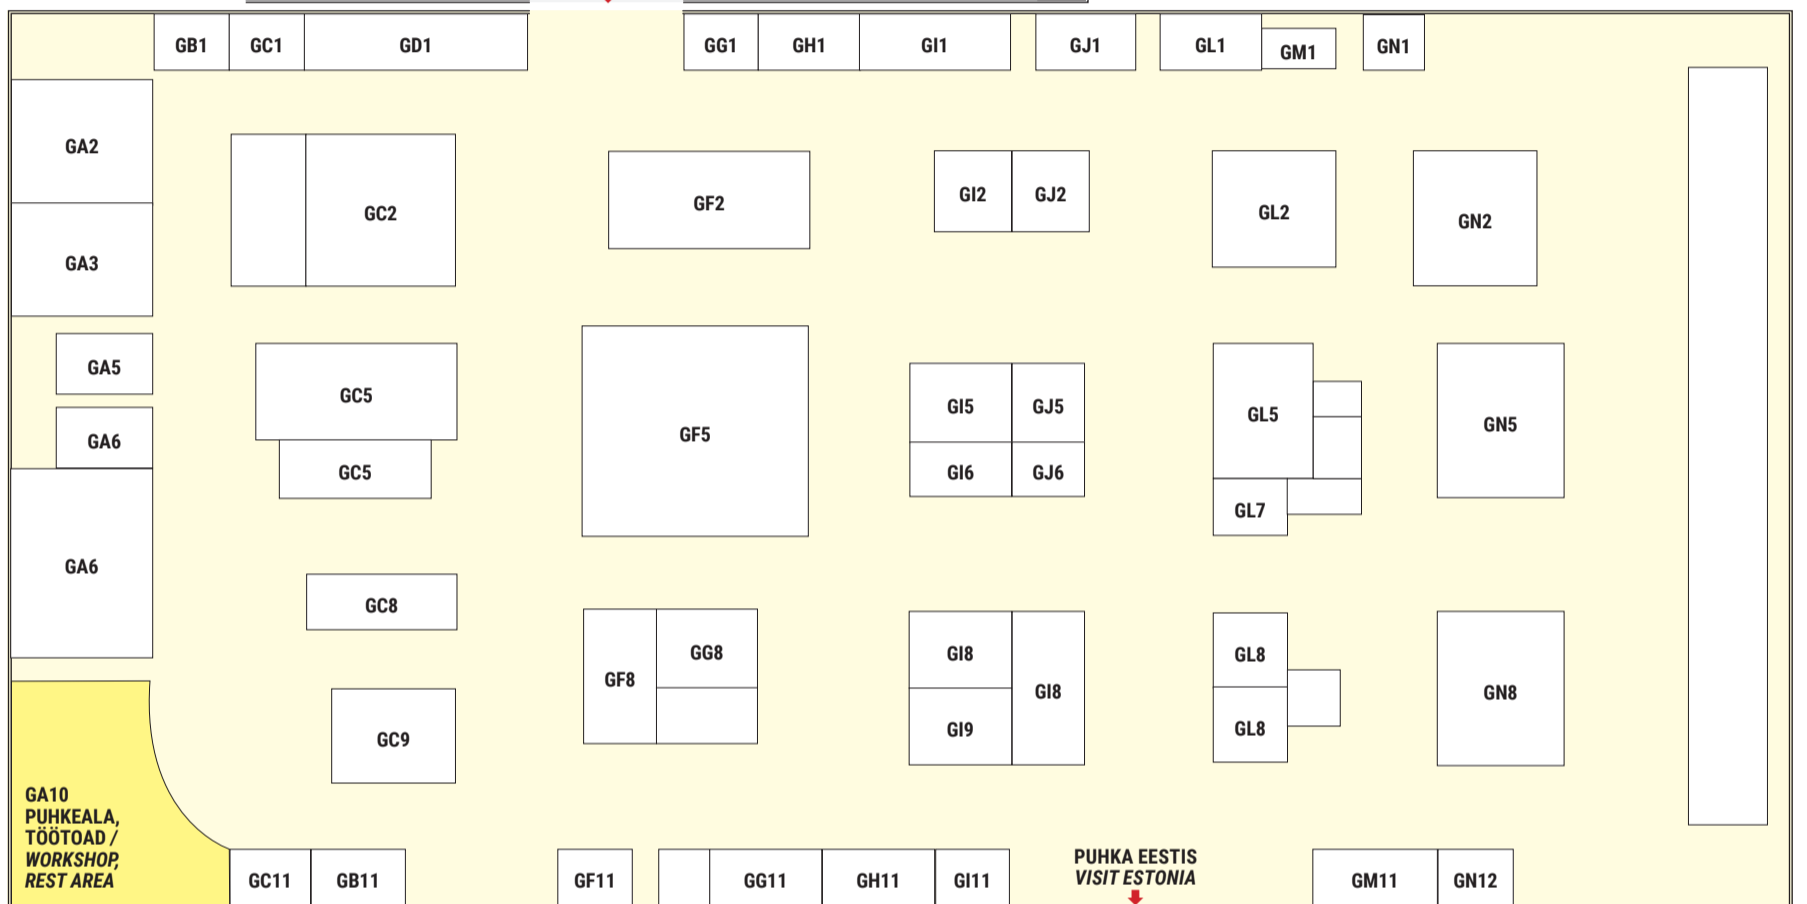 GB1
GC1
GD1
GG1
GH1
GI1
GJ1
GL1
GM1
GN1
GA2
GC2
GF2
GI2
GJ2
GL2
GN2
GA3
GA5
GC5
GF5
GI5
GJ5
GL5
GN5
GA6
GC5
GI6
GJ6
GL7
GA6
GC8
GF8
GG8
GI8
GI8
GL8
GN8
GC9
GI9
GL8
GA10
PUHKEALA,
TÖÖTOAD /
WORKSHOP,
REST AREA
GC11
GB11
GF11
GG11
GH11
GI11
PUHKA EESTIS
VISIT ESTONIA
GM11
GN12